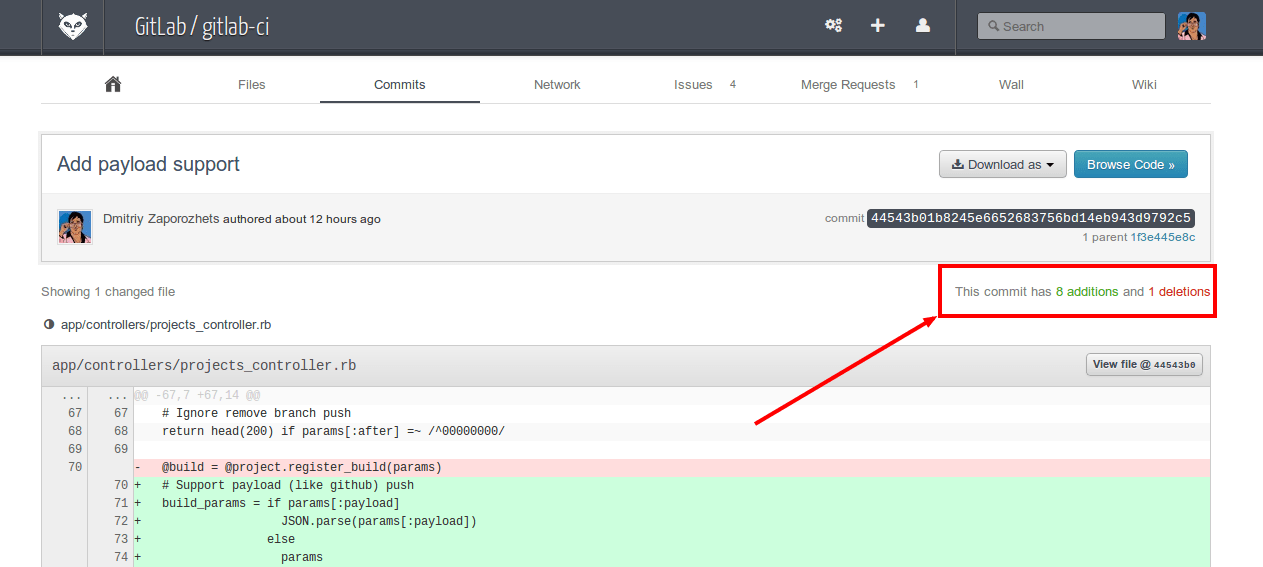 GitLab / gitlab-ci
Search
Files Commits Network Issues 4 Merge Requests 1 Wall Wiki
Add payload support
Download as
Browse Code »
Dmitriy Zaporozhets authored about 12 hours ago
commit 44543b01b8245e6652683756bd14eb943d9792c5
1 parent 1f3e445e8c
Showing 1 changed file
This commit has 8 additions and 1 deletions
app/controllers/projects_controller.rb
app/controllers/projects_controller.rb
View file @ 44543b0
... ... @@ -67,7 +67,14 @@
67 67 # Ignore remove branch push
68 68 return head(200) if params[:after] =~ /^00000000/
69 69
70 - @build = @project.register_build(params)
70 + # Support payload (like github) push
71 + build_params = if params[:payload]
72 + JSON.parse(params[:payload])
73 + else
74 + params